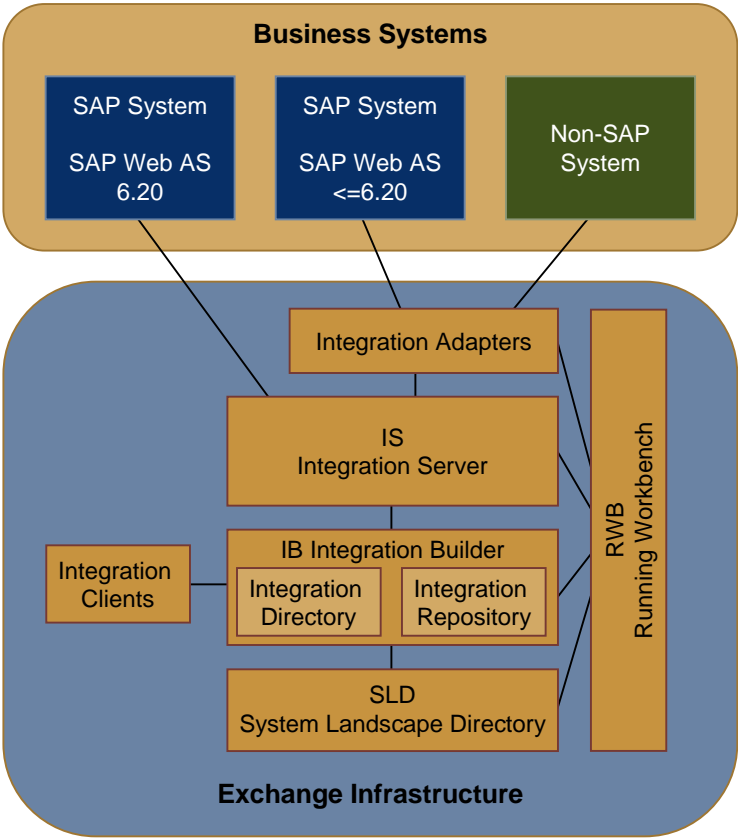 Business Systems
SAP System
SAP Web AS
6.20
SAP System
SAP Web AS
<=6.20
Non-SAP
System
Integration Adapters
IS
Integration Server
RWB
Running Workbench
IB Integration Builder
Integration
Directory
Integration
Repository
Integration
Clients
SLD
System Landscape Directory
Exchange Infrastructure